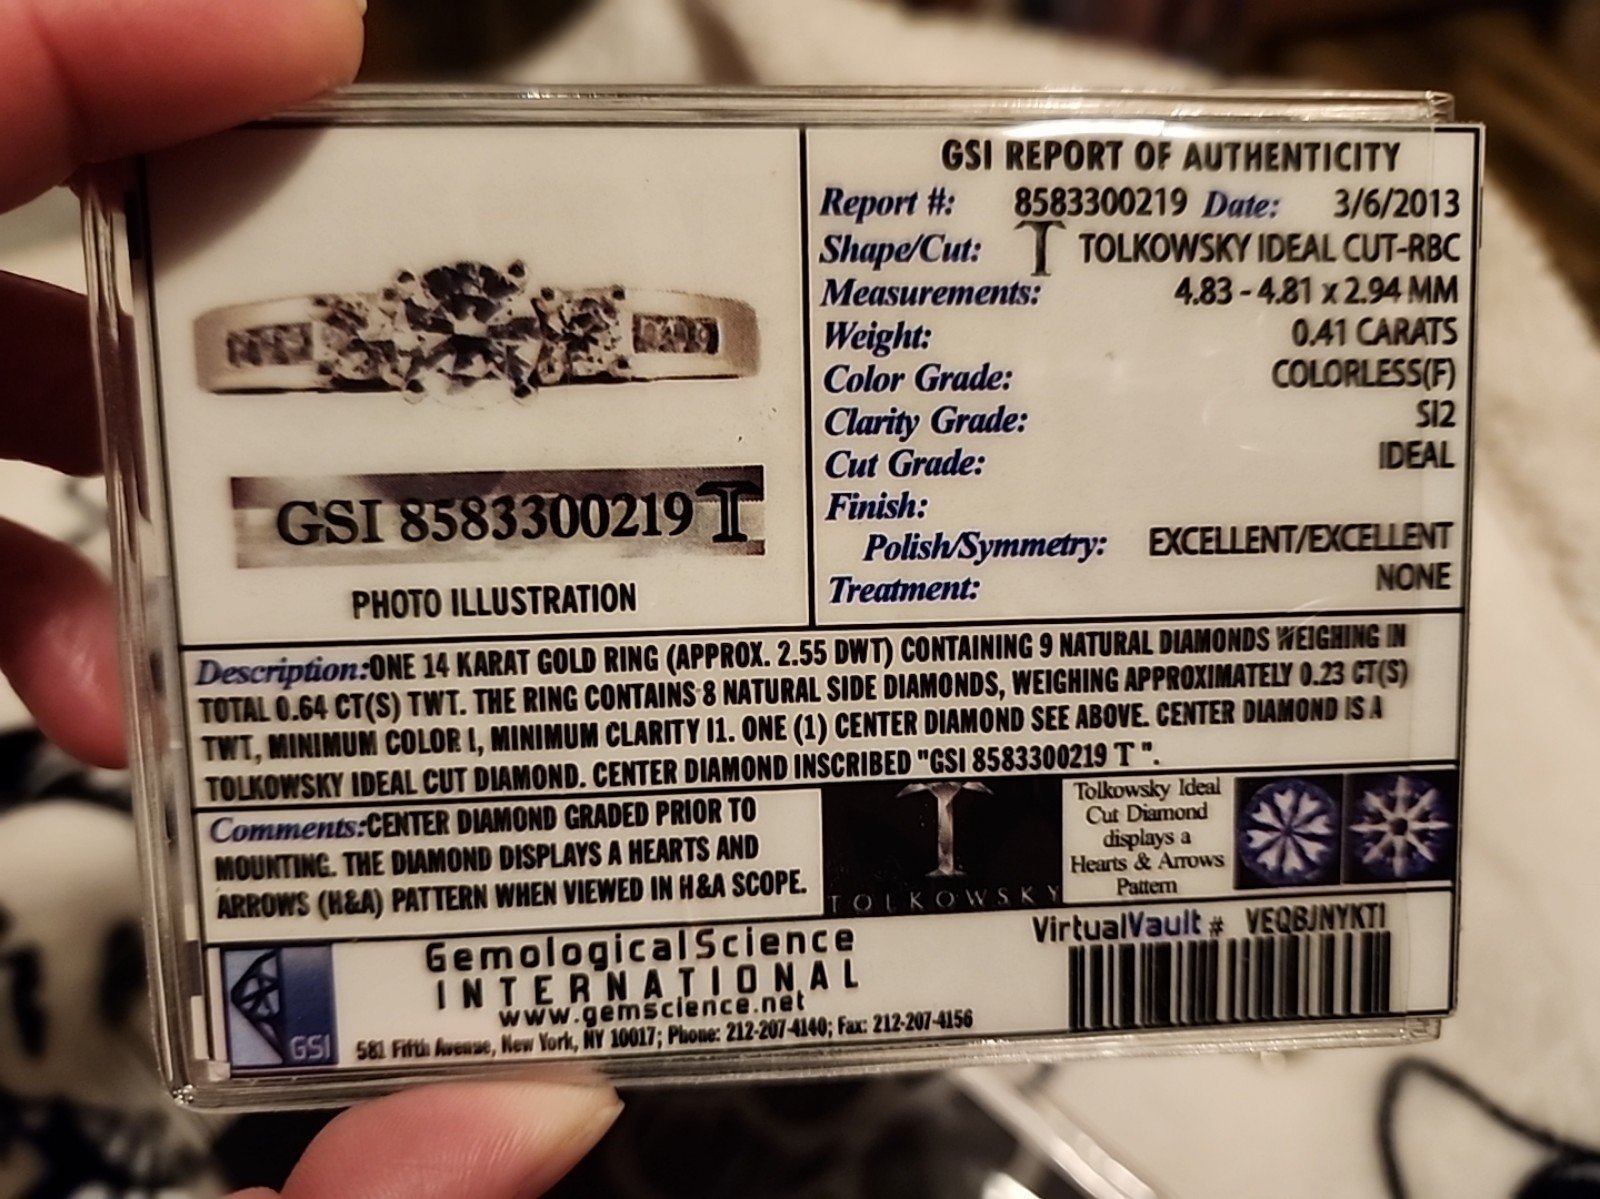 GSI REPORT OF AUTHENTICITY
Report #: 8583300219 Date: 3/6/2013
Shape/Cut: T TOLKOWSKY IDEAL CUT-RBC
Measurements: 4.83 - 4.81 x 2.94 MM
Weight: 0.41 CARATS
Color Grade: COLORLESS(F)
Clarity Grade: SI2
Cut Grade: IDEAL
Finish:
Polish/Symmetry: EXCELLENT/EXCELLENT
Treatment: NONE
GSI 8583300219 T
PHOTO ILLUSTRATION
Description:ONE 14 KARAT GOLD RING (APPROX. 2.55 DWT) CONTAINING 9 NATURAL DIAMONDS WEIGHING IN
TOTAL 0.64 CT(S) TWT. THE RING CONTAINS 8 NATURAL SIDE DIAMONDS, WEIGHING APPROXIMATELY 0.23 CT(S)
TWT, MINIMUM COLOR I, MINIMUM CLARITY I1. ONE (1) CENTER DIAMOND SEE ABOVE. CENTER DIAMOND IS A
TOLKOWSKY IDEAL CUT DIAMOND. CENTER DIAMOND INSCRIBED "GSI 8583300219 T ".
Comments:CENTER DIAMOND GRADED PRIOR TO
MOUNTING. THE DIAMOND DISPLAYS A HEARTS AND
ARROWS (H&A) PATTERN WHEN VIEWED IN H&A SCOPE.
T
TOLKOWSKY
Tolkowsky Ideal
Cut Diamond
displays a
Hearts & Arrows
Pattern
GSI
GemologicalScience
INTERNATIONAL
www.gemscience.net
581 Fifth Avenue, New York, NY 10017; Phone: 212-207-4140; Fax: 212-207-4156
VirtualVault # VEQBJNYKTI